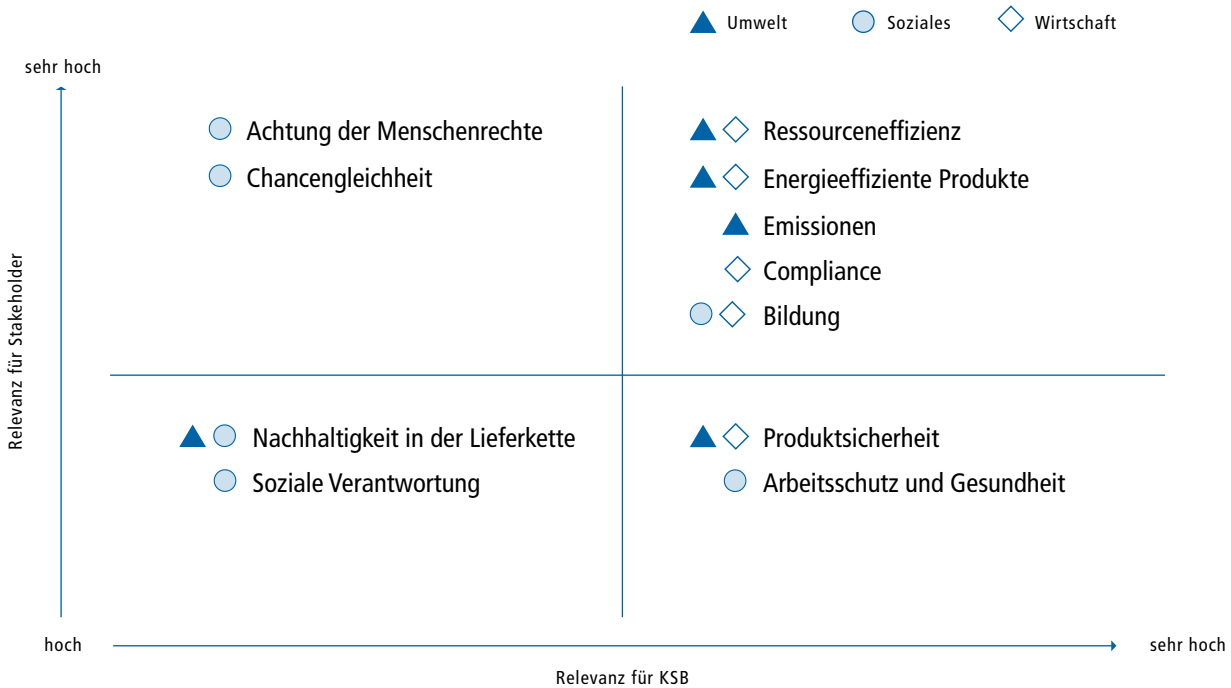 Umwelt
Soziales
Wirtschaft
sehr hoch
Relevanz für Stakeholder
Achtung der Menschenrechte
Chancengleichheit
Ressourceneffizienz
Energieeffiziente Produkte
Emissionen
Compliance
Bildung
Nachhaltigkeit in der Lieferkette
Soziale Verantwortung
Produktsicherheit
Arbeitsschutz und Gesundheit
hoch
sehr hoch
Relevanz für KSB